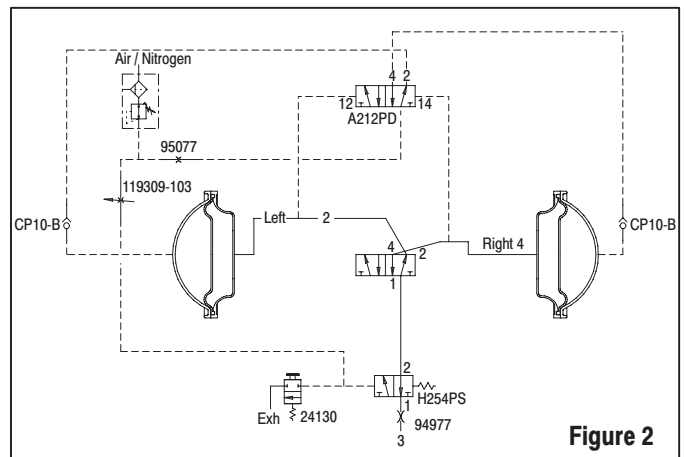 Air / Nitrogen
4 2
12 14
A212PD
95077
119309-103
CP10-B
CP10-B
Left 2
4 2
Right 4
1
2
H254PS
1
24130
Exh
94977
3
Figure 2